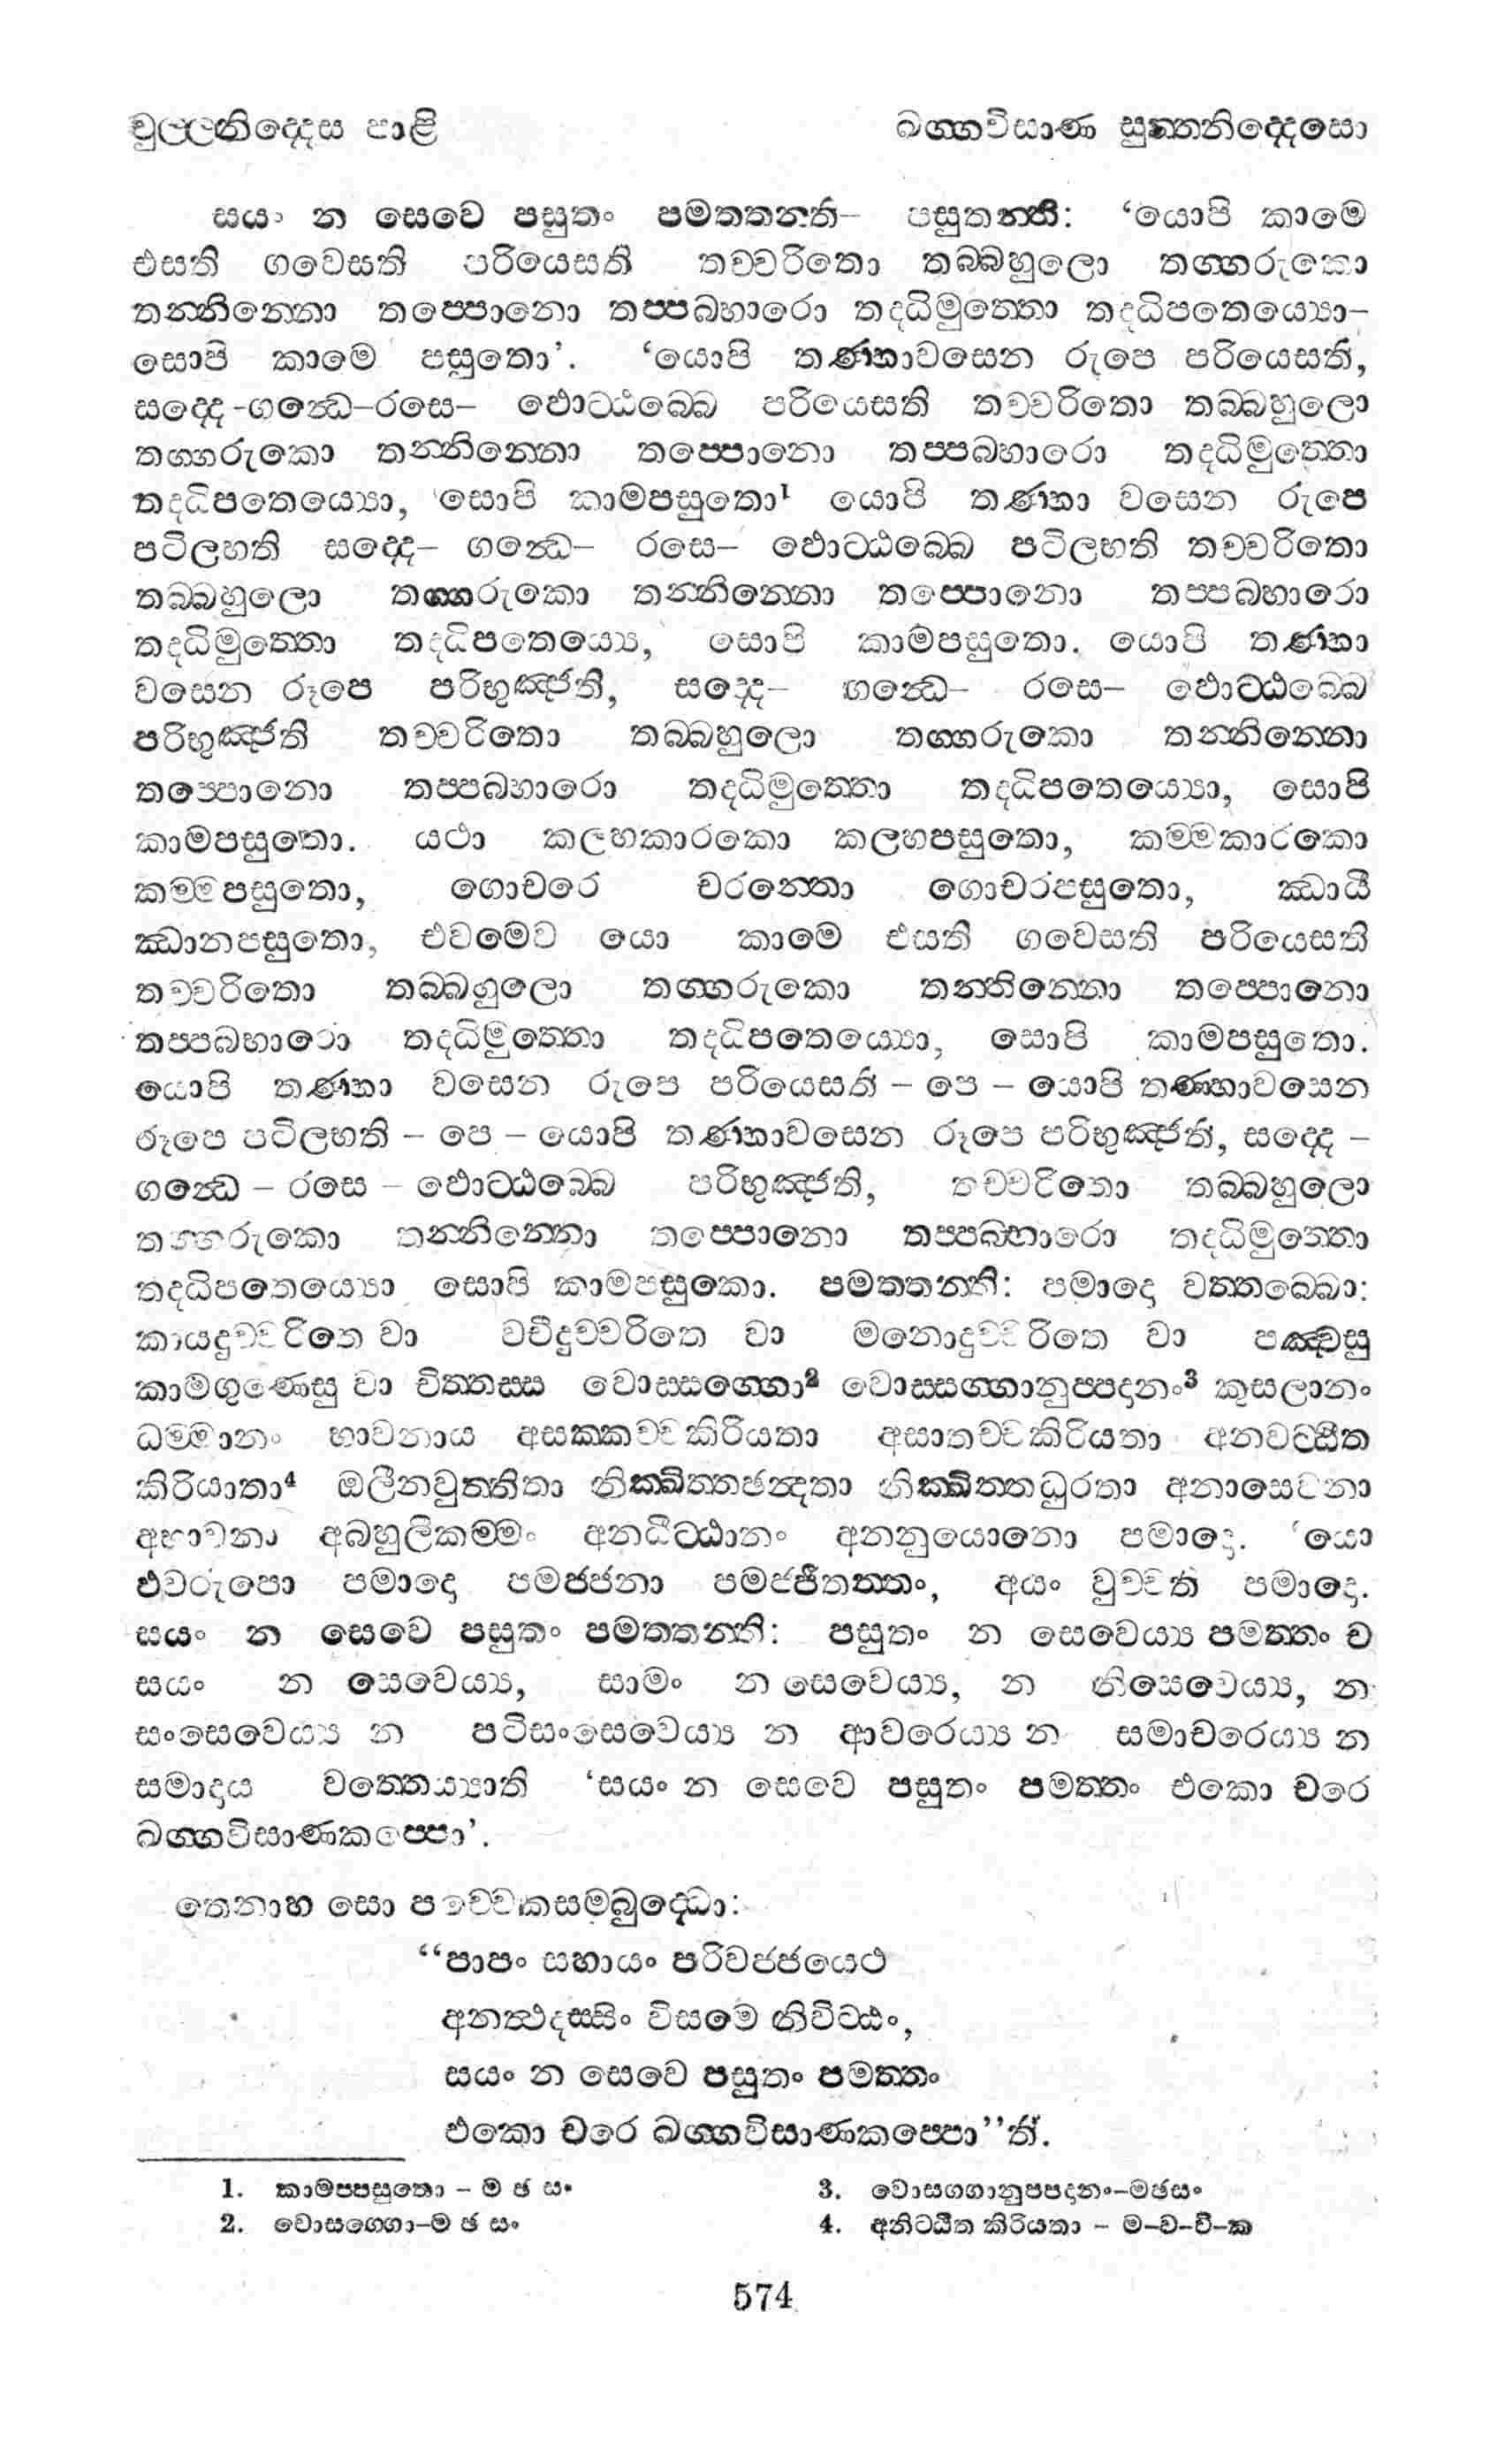 චුල්ලනිද්දෙස පාළි ඛග්ගවිසාණ සුත්තනිද්දෙසො
සයං න සෙවෙ පසුතං පමත්තන්ති– පසුතන්ති: ‘යොපි කාමෙ
එසති ගවෙසති පරියෙසති තච්චරිතො තබ්බහුලො තග්ගරුකො
තන්නින්නො තප්පොනො තප්පබ්භාරො තදධිමුත්තො තදධිපතෙය්‍යො–
සොපි කාමෙ පසුතො’. ‘යොපි තණ්හාවසෙන රුපෙ පරියෙසති,
සද්දෙ–ගන්ධෙ–රසෙ– ඵොට්ඨබ්බෙ පරියෙසති තච්චරිතො තබ්බහුලො
තග්ගරුකො තන්නින්නො තප්පොනො තප්පබ්හාරො තදධිමුත්තො
තදධිපතෙය්‍යො, ‘සොපි කාමපසුතො¹ යොපි තණ්හා වසෙන රුපෙ
පටිලභති සද්දෙ– ගන්ධෙ– රසෙ– ඵොට්ඨබ්බෙ පටිලභති තච්චරිතො
තබ්බහුලො තග්ගරුකො තන්නින්නො තප්පොනො තප්පබ්භාරො
තදධිමුත්තො තදධිපතෙය්‍යෙ, සොපි කාමපසුතො. යොපි තණ්හා
වසෙන රූපෙ පරිභුඤ්ජති, සද්දෙ– ගන්ධෙ– රසෙ– ඵොට්ඨබ්බෙ
පරිභුඤ්ජති තච්චරිතො තබ්බහුලො තග්ගරුකො තන්නින්නො
තප්පොනො තප්පබ්හාරො තදධිමුත්තො තදධිපතෙය්‍යො, සොපි
කාමපසුතො. යථා කලහකාරකො කලහපසුතො, කම්මකාරකො
කම්මපසුතො, ගොචරෙ චරන්තො ගොචරපසුතො, ඣායී
ඣානපසුතො, එවමෙව යො කාමෙ එසති ගවෙසති පරියෙසති
තච්චරිතො තබ්බහුලො තග්ගරුකො තන්නින්නො තප්පොනො
තප්පබ්භාරො තදධිමුත්තො තදධිපතෙය්‍යො, සොපි කාමපසුතො.
යොපි තණ්හා වසෙන රුපෙ පරියෙසති – පෙ – යොපි තණ්හාවසෙන
රූපෙ පටිලභති – පෙ – යොපි තණ්හාවසෙන රූපෙ පරිභුඤ්ජති, සද්දෙ –
ගන්ධෙ – රසෙ – ඵොට්ඨබ්බෙ පරිභුඤ්ජති, තච්චරිතො තබ්බහුලො
තග්ගරුකො තන්නින්නො තප්පොනො තප්පබ්භාරො තදධිමුත්තො
තදධිපතෙය්‍යො සොපි කාමපසුකො. පමත්තන්ති: පමාදො වත්තබ්බො:
කායදුච්චරිතෙ වා වචීදුච්චරිතෙ වා මනොදුච්චරිතෙ වා පඤ්චසු
කාමගුණෙසු වා චිත්තස්ස වොස්සග්ගො² වොස්සග්ගානුප්පදානං³ කුසලානං
ධම්මානං භාවනාය අසක්කච්චකිරියතා අසාතච්චකිරියතා අනවට්ඨිත
කිරියාතා⁴ ඔලීනවුත්තිතා නික්ඛිත්තඡන්දතා නික්ඛිත්තධුරතා අනාසෙවනා
අභාවනා අබහුලිකම්මං අනධිට්ඨානං අනනුයොගො පමාදො. ‘යො
එවරුපො පමාදො පමජ්ජනා පමජ්ජිතත්තං, අයං වුච්චති පමාදො.
සයං න සෙවෙ පසුතං පමත්තන්ති: පසුතං න සෙවෙය්‍ය පමත්තං ච
සයං න සෙවෙය්‍ය, සාමං න සෙවෙය්‍ය, න නිසෙවෙය්‍ය, න
සංසෙවෙය්‍ය න පටිසංසෙවෙය්‍ය න ආචරෙය්‍ය න සමාචරෙය්‍ය න
සමාදාය වත්තෙය්‍යාති ‘සයං න සෙවෙ පසුතං පමත්තං එකො චරෙ
ඛග්ගවිසාණකප්පො’.
තෙනාහ සො පච්චෙකසම්බුද්ධො:
“පාපං සහායං පරිවජ්ජයෙථ
අනත්ථදස්සිං විසමෙ නිවිට්ඨං,
සයං න සෙවෙ පසුතං පමත්තං
එකො චරෙ ඛග්ගවිසාණකප්පො”ති.
1. කාමප්පසුතො – ම ඡ සං
2. වොසග්ගො–ම ඡ සං
3. වොසග්ගානුප්පදානං–මඡසං
4. අනිට්ඨිත කිරියතා – ම–ව–වි–ක
574